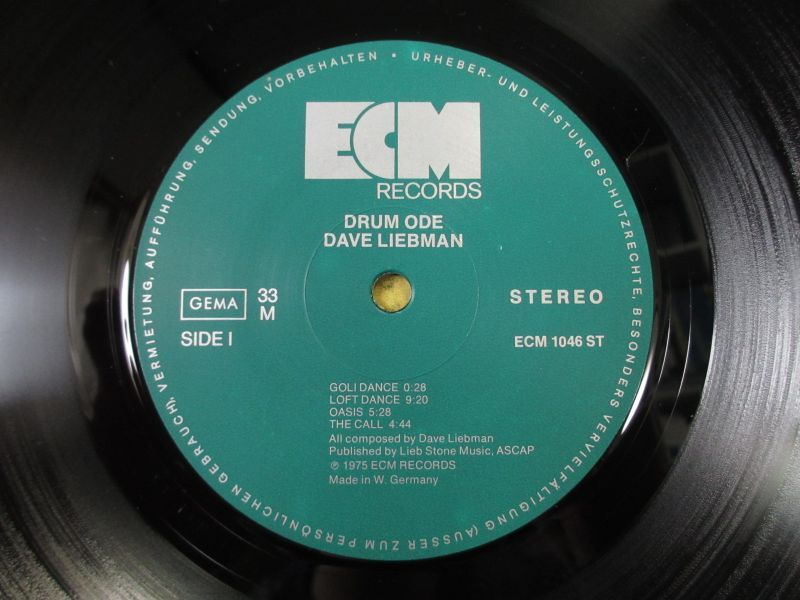 ECM
RECORDS
DRUM ODE
DAVE LIEBMAN
GEMA
33
M
STEREO
SIDE I
ECM 1046 ST
GOLI DANCE 0:28
LOFT DANCE 9:20
OASIS 5:28
THE CALL 4:44
All composed by Dave Liebman
Published by Lieb Stone Music, ASCAP
℗ 1975 ECM RECORDS
Made in W. Germany
URHEBER- UND LEISTUNGSSCHUTZRECHTE, BESONDERS VERVIELFÄLTIGUNG (AUSSER ZUM PERSÖNLICHEN GEBRAUCH), VERMIETUNG, AUFFÜHRUNG, SENDUNG, VORBEHALTEN •